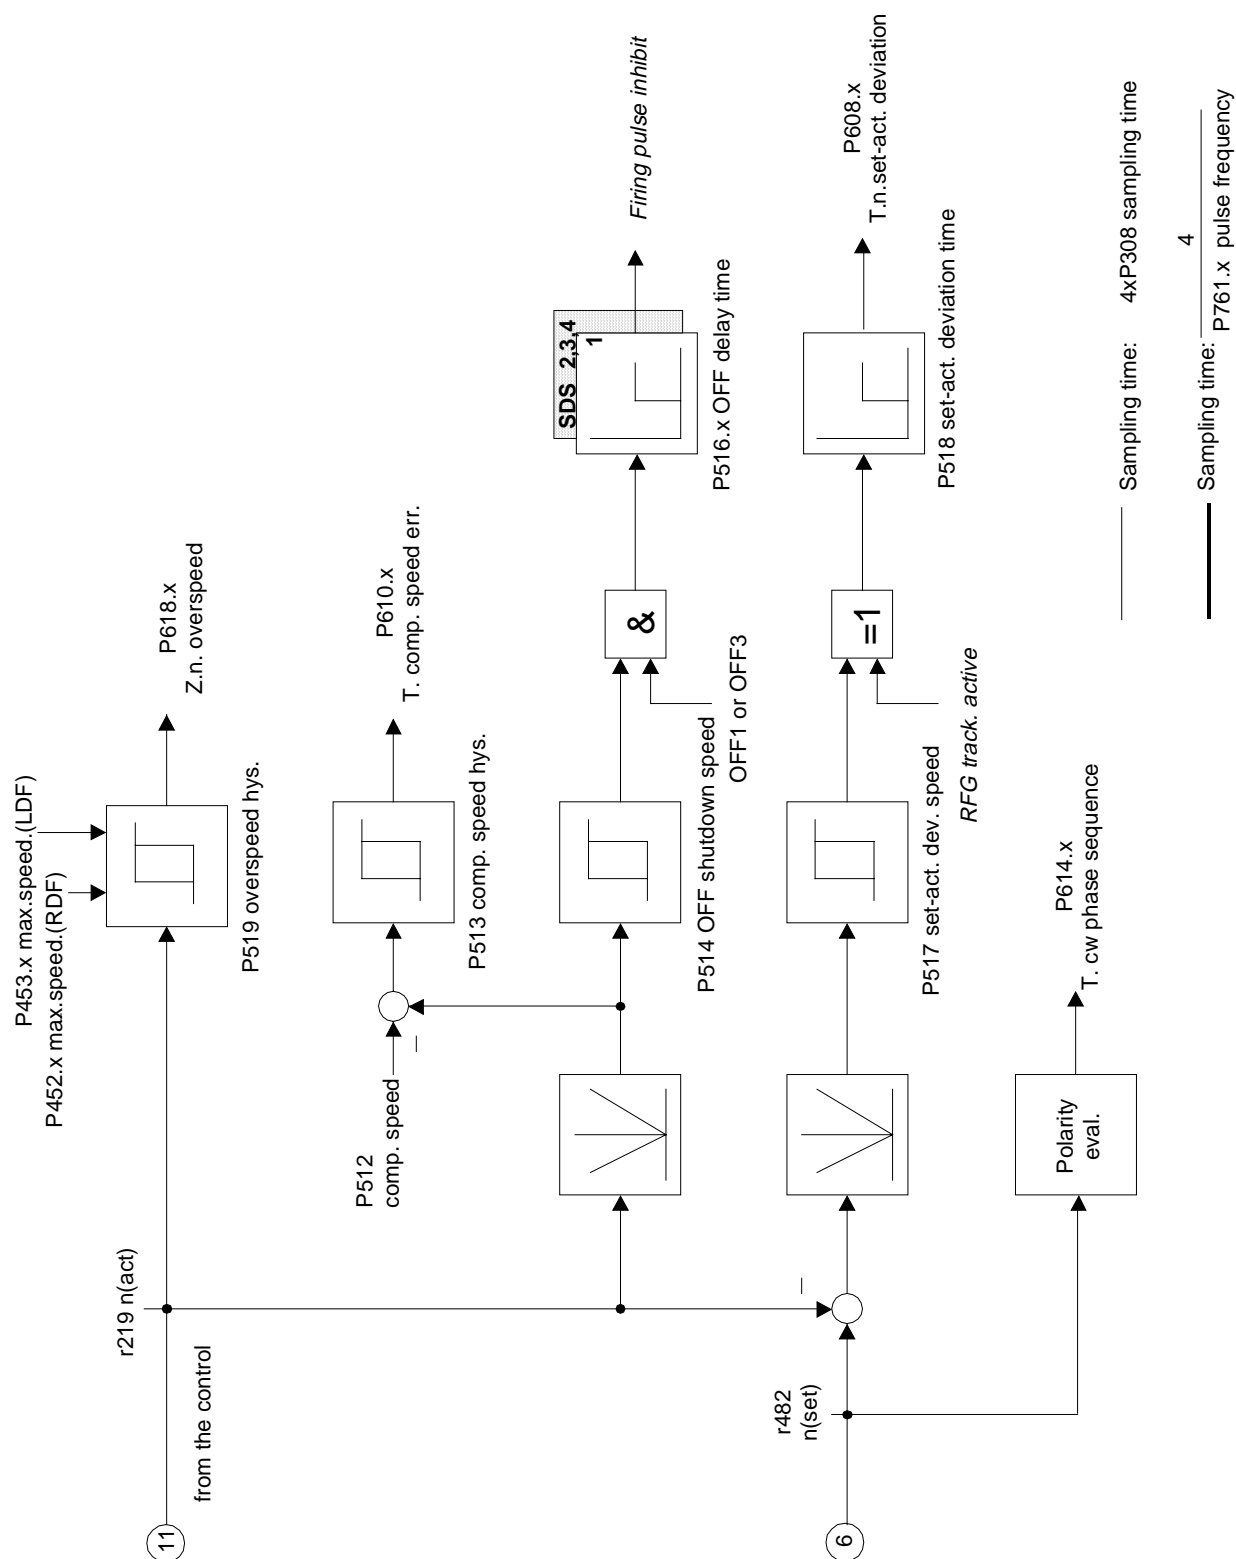 11
from the control
r219 n(act)
P453.x max.speed.(LDF)
P452.x max.speed.(RDF)
P519 overspeed hys.
P618.x
Z.n. overspeed
P512
comp. speed
–
P513 comp. speed hys.
P610.x
T. comp. speed err.
P514 OFF shutdown speed
OFF1 or OFF3
&
SDS 2,3,4
1
P516.x OFF delay time
Firing pulse inhibit
6
r482
n(set)
–
P517 set-act. dev. speed
RFG track. active
=1
P518 set-act. deviation time
P608.x
T.n.set-act. deviation
Polarity
eval.
P614.x
T. cw phase sequence
Sampling time: 4xP308 sampling time
Sampling time: 4
P761.x pulse frequency